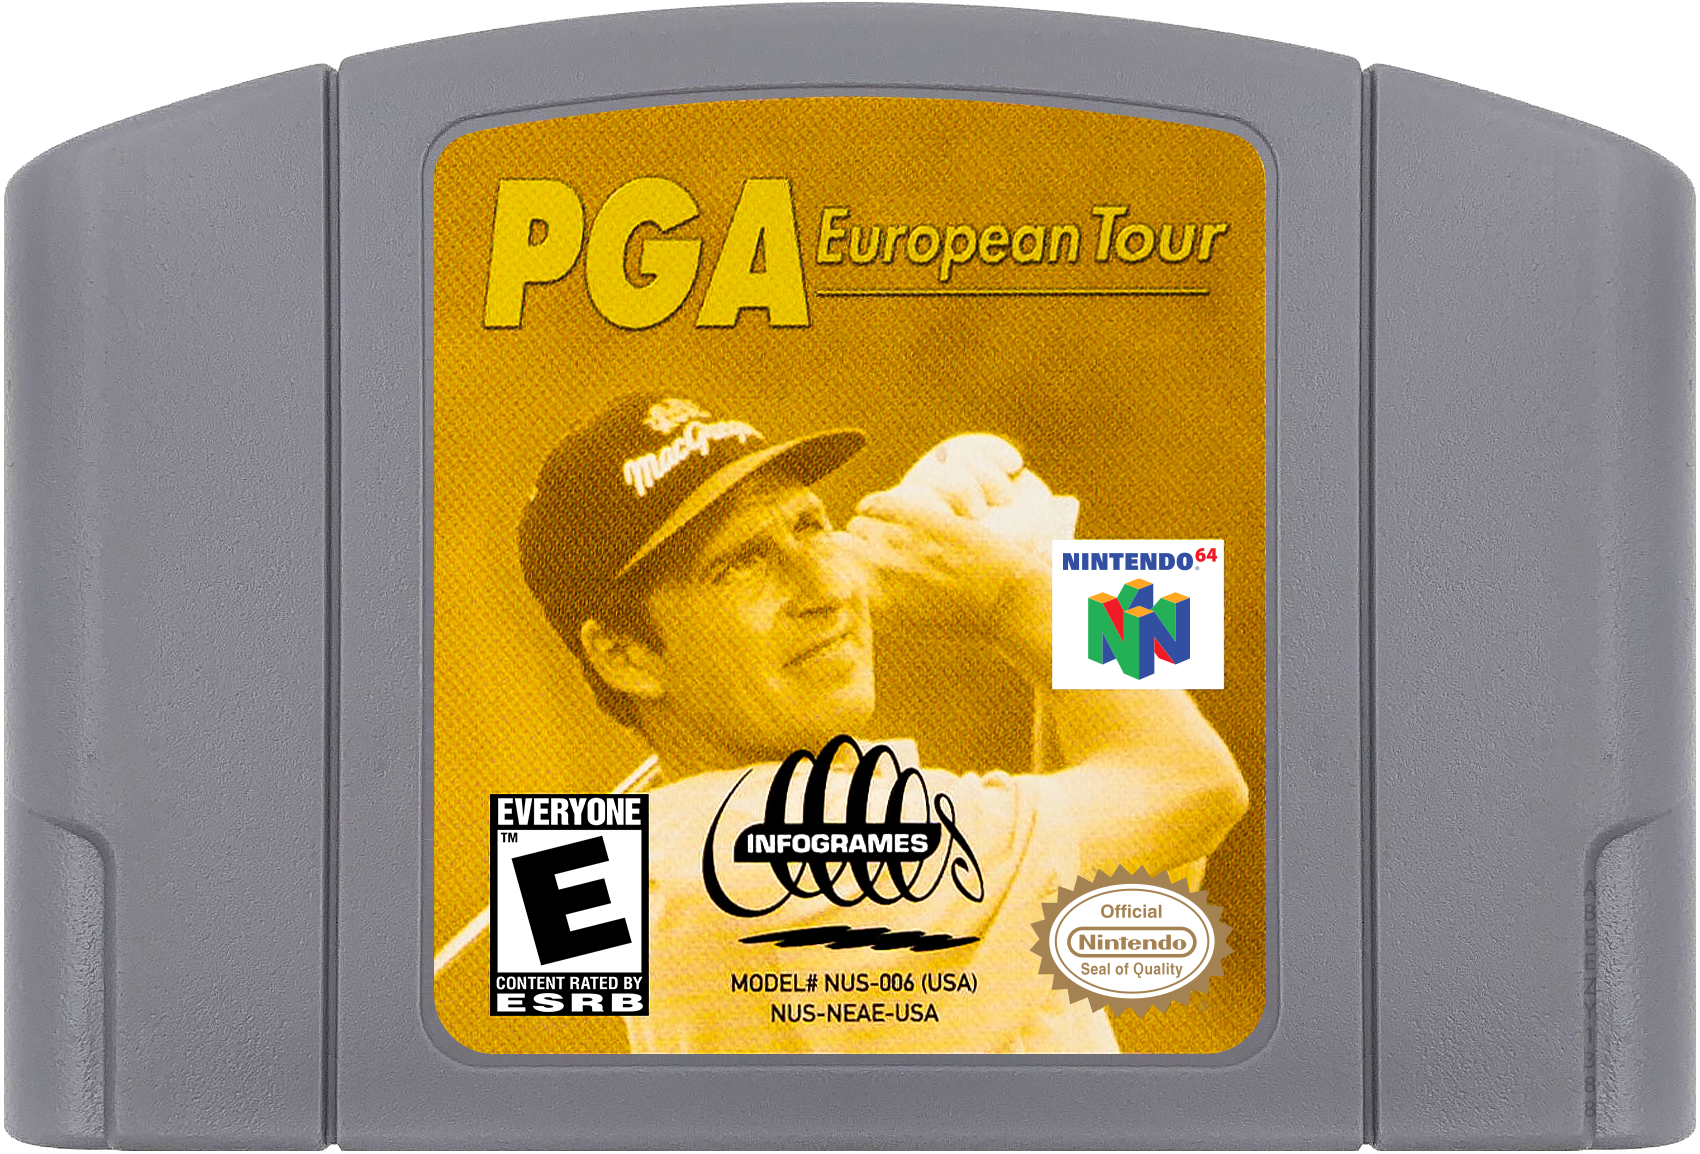 PGA European Tour
MacGreg
NINTENDO64
EVERYONE
TM
E
CONTENT RATED BY
ESRB
INFOGRAMES
MODEL# NUS-006 (USA)
NUS-NEAE-USA
Official
Nintendo
Seal of Quality